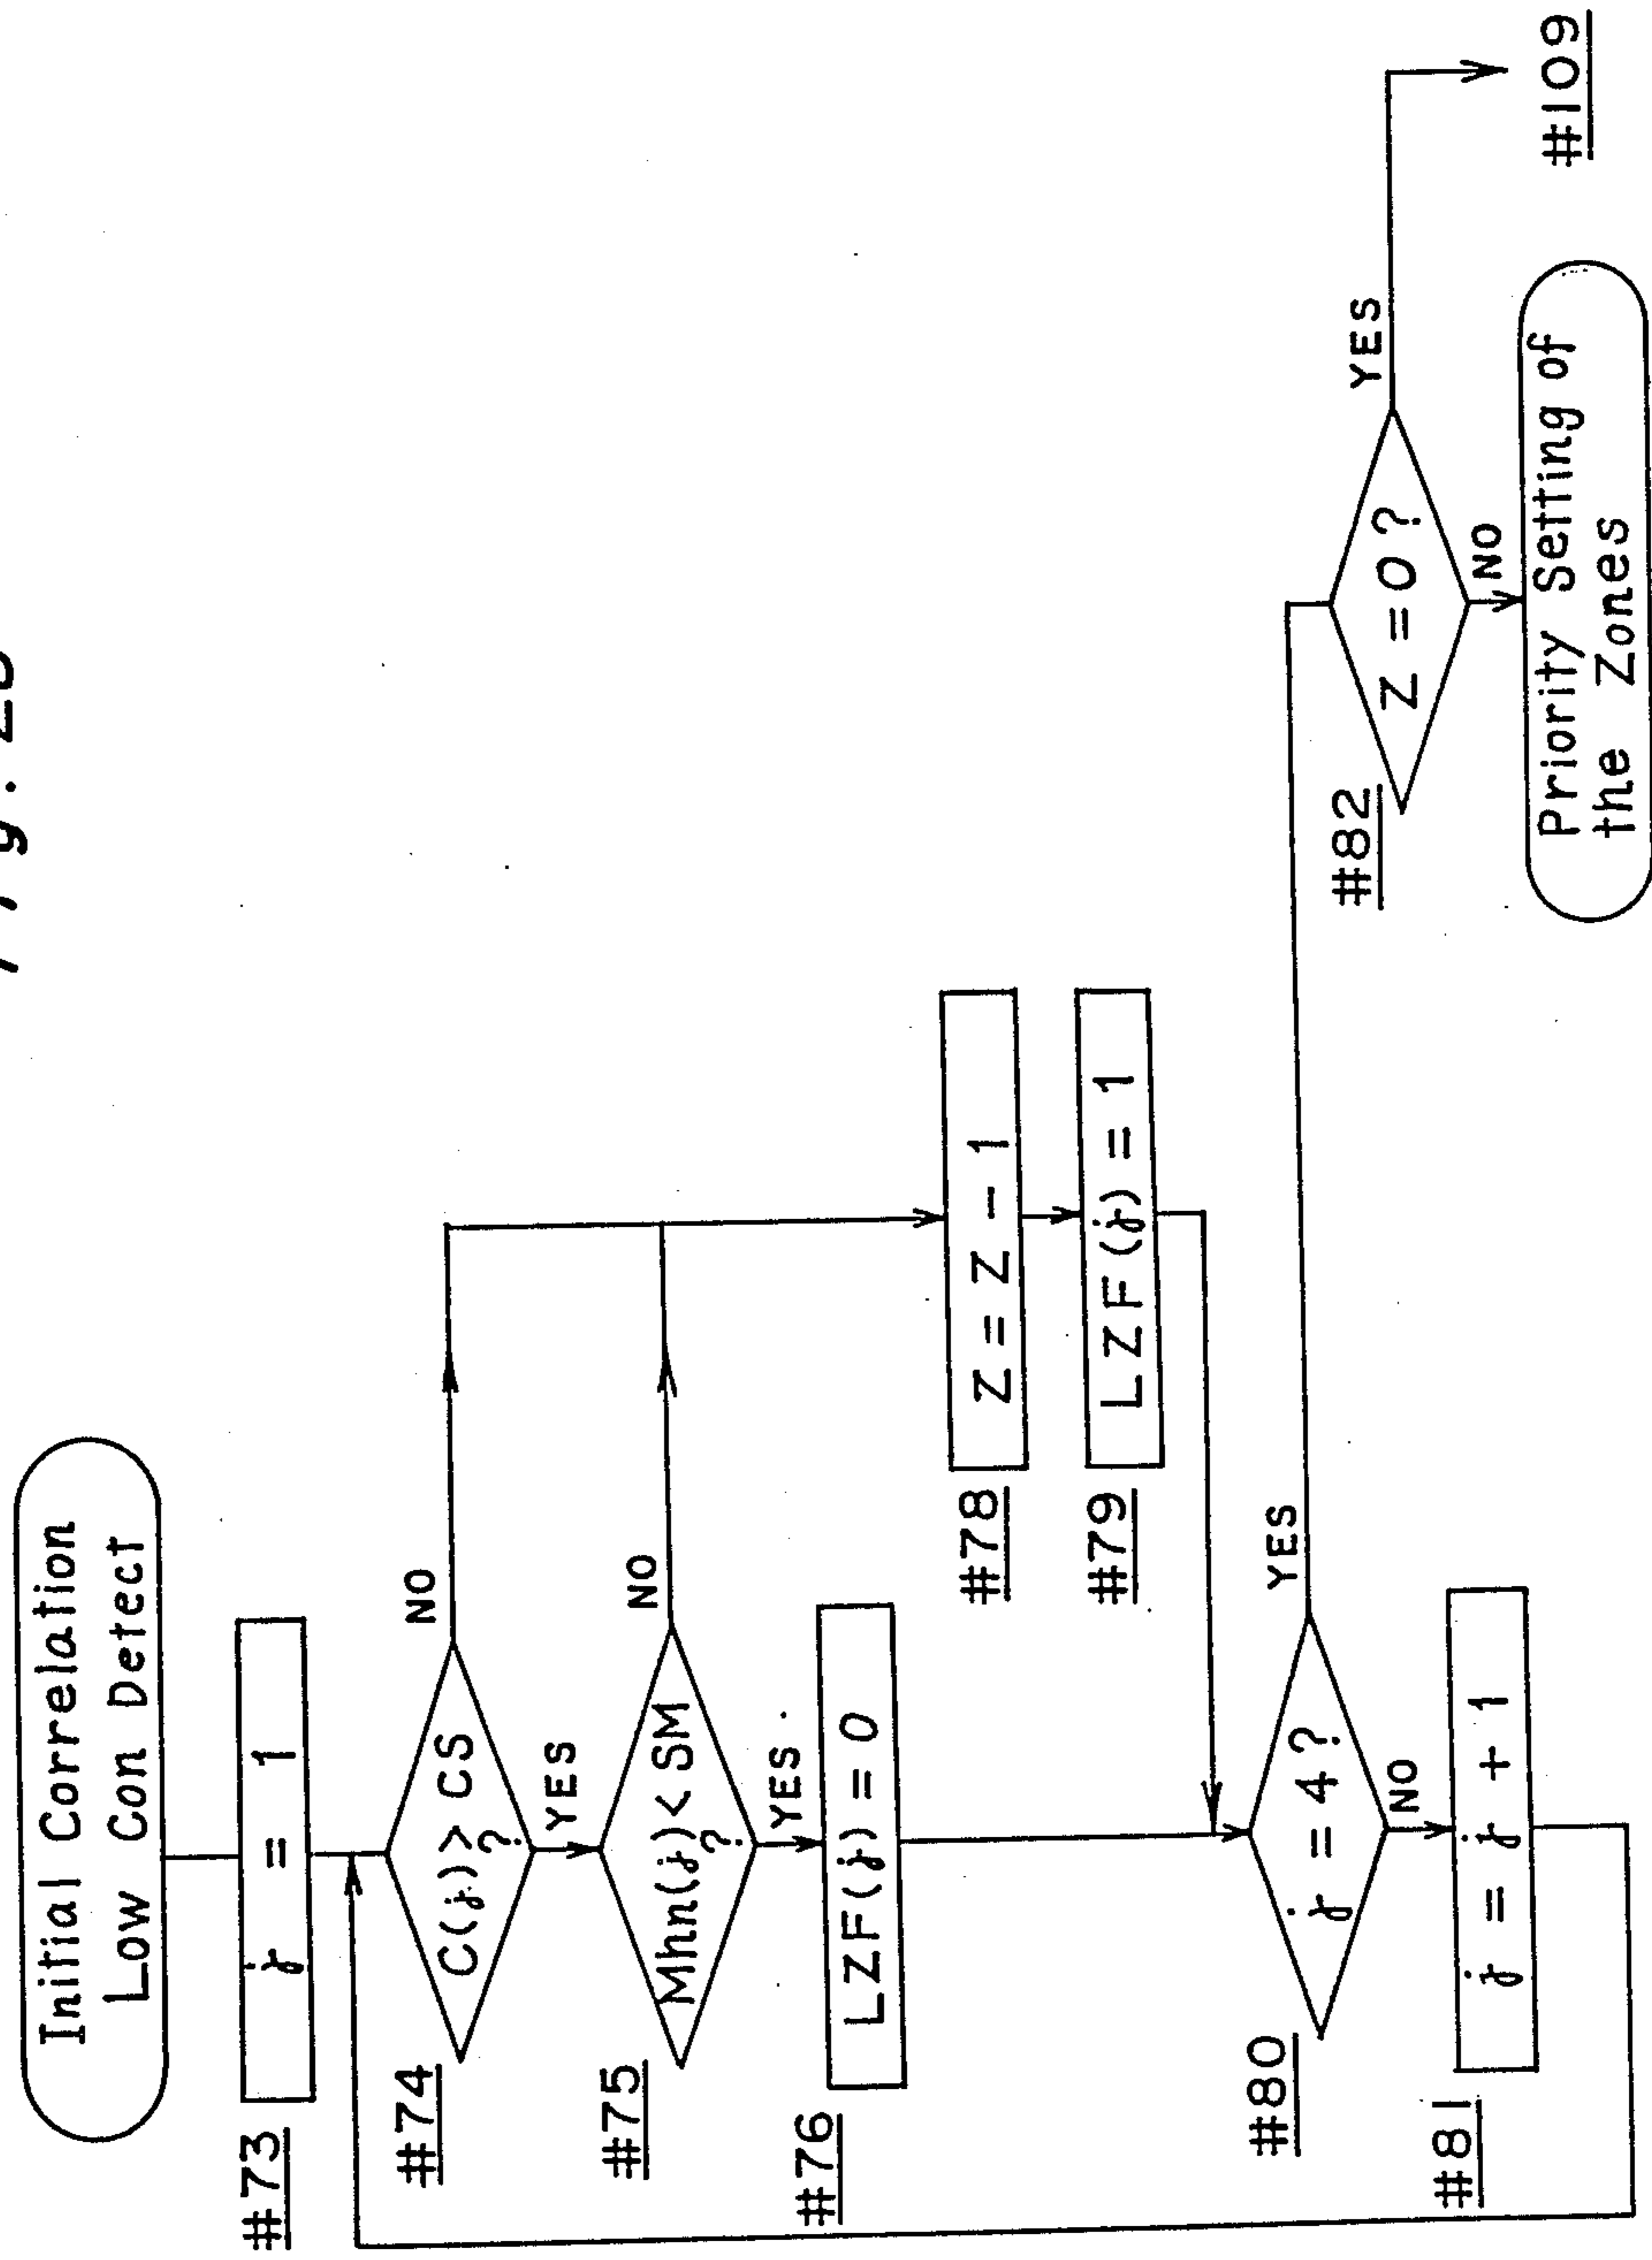 Initial Correlation
Low Con Detect
#73
j = 1
#74
C(j) > CS
?
NO
YES
#75
Mhn(j) < SM
?
NO
YES
#76
LZF(j) = 0
#78
Z = Z - 1
#79
LZF(j) = 1
#80
j = 4 ?
YES
NO
#81
j = j + 1
#82
Z = 0 ?
YES
NO
#109
Priority Setting of
the Zones